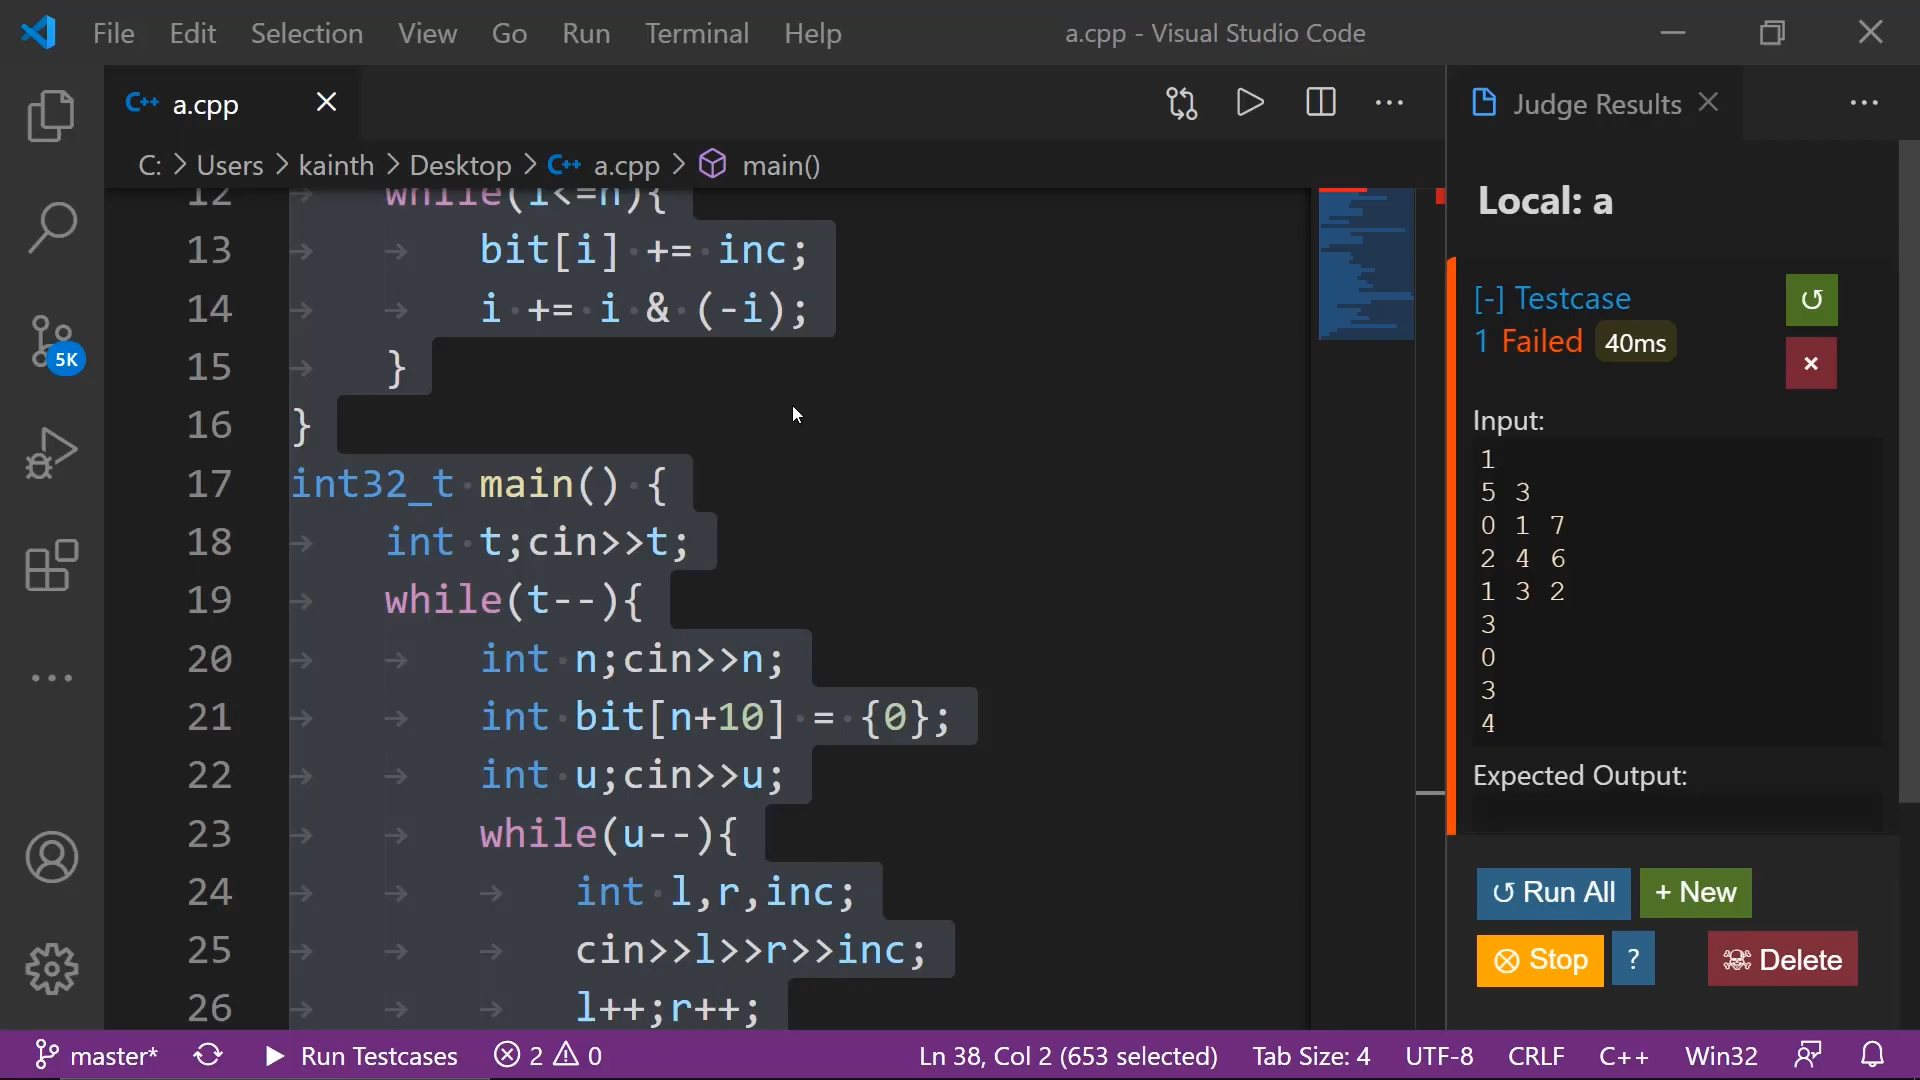 File Edit Selection View Go Run Terminal Help
a.cpp - Visual Studio Code
C++ a.cpp
Judge Results
C: > Users > kainth > Desktop > C++ a.cpp > main()
12 while(i<=n){
13 bit[i] += inc;
14 i += i & (-i);
15 }
16 }
17 int32_t main() {
18 int t;cin>>t;
19 while(t--){
20 int n;cin>>n;
21 int bit[n+10] = {0};
22 int u;cin>>u;
23 while(u--){
24 int l,r,inc;
25 cin>>l>>r>>inc;
26 l++;r++;
5K
Local: a
[-] Testcase
1 Failed 40ms
Input:
1
5 3
0 1 7
2 4 6
1 3 2
3
0
3
4
Expected Output:
Run All + New
Stop ? Delete
master* Run Testcases 2 0 Ln 38, Col 2 (653 selected) Tab Size: 4 UTF-8 CRLF C++ Win32